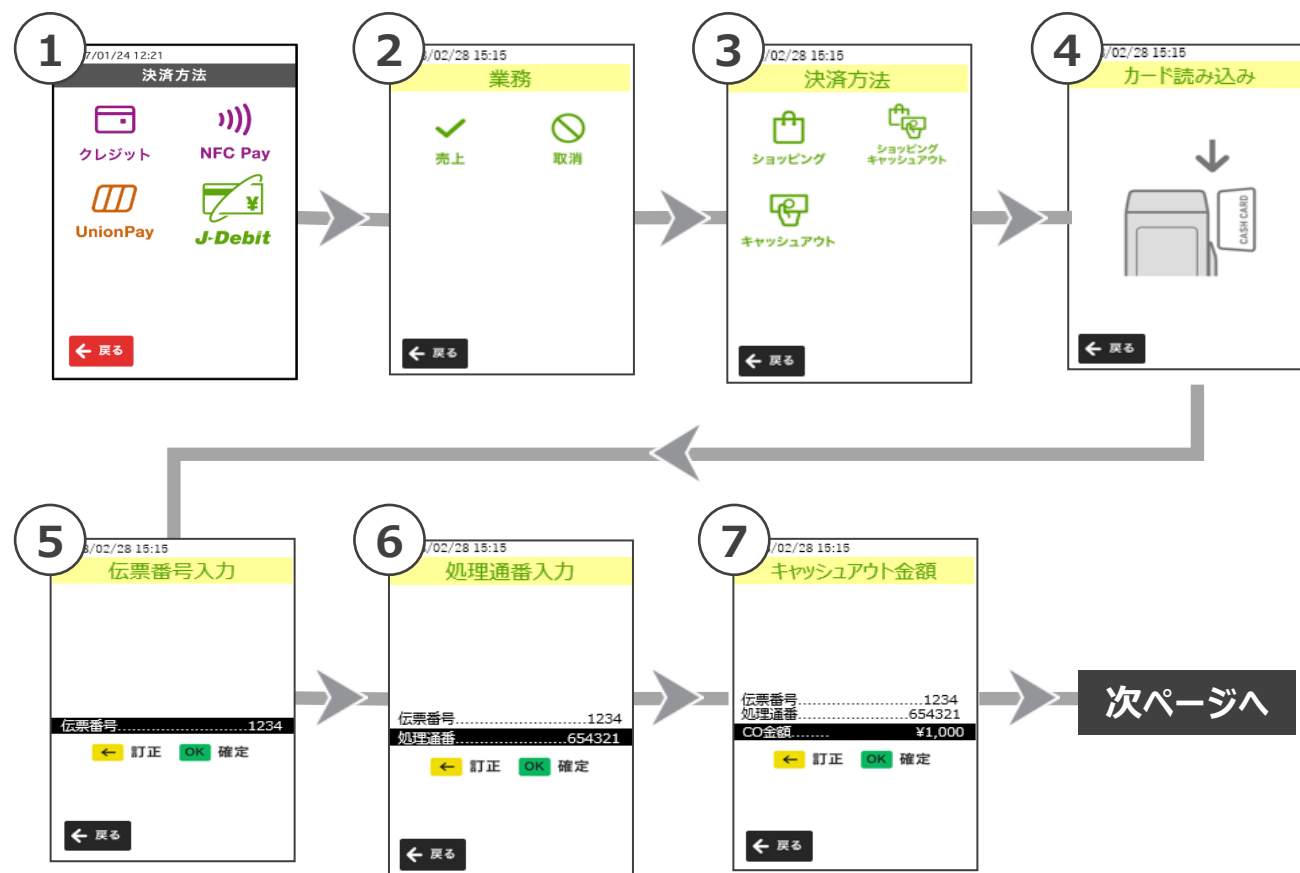 ①
7/01/24 12:21
決済方法
クレジット
NFC Pay
UnionPay
¥
J-Debit
戻る
②
/02/28 15:15
業務
売上
取消
戻る
③
/02/28 15:15
決済方法
ショッピング
ショッピング
キャッシュアウト
キャッシュアウト
戻る
④
/02/28 15:15
カード読み込み
CASH CARD
戻る
⑤
/02/28 15:15
伝票番号入力
伝票番号........................1234
訂正 OK 確定
戻る
⑥
/02/28 15:15
処理通番入力
伝票番号........................1234
処理通番.....................654321
訂正 OK 確定
戻る
⑦
/02/28 15:15
キャッシュアウト金額
伝票番号........................1234
処理通番.....................654321
CO金額........ ¥1,000
訂正 OK 確定
戻る
次ページへ